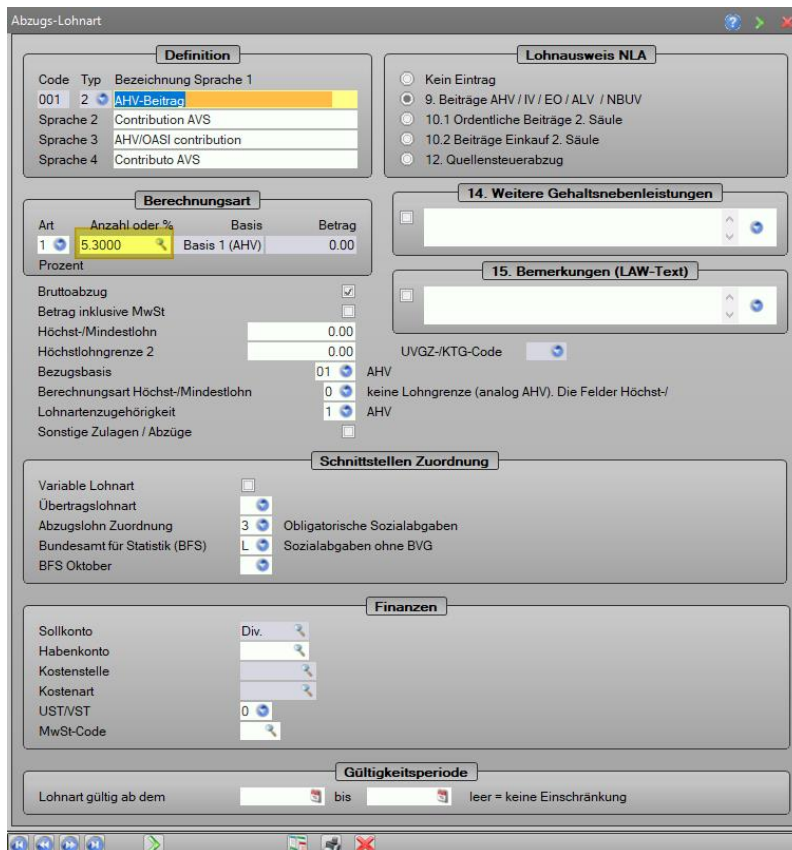 Abzugs-Lohnart
Definition
Code Typ Bezeichnung Sprache 1
001 2 AHV-Beitrag
Sprache 2 Contribution AVS
Sprache 3 AHV/OASI contribution
Sprache 4 Contributo AVS
Lohnausweis NLA
Kein Eintrag
9. Beiträge AHV / IV / EO / ALV / NBUV
10.1 Ordentliche Beiträge 2. Säule
10.2 Beiträge Einkauf 2. Säule
12. Quellensteuerabzug
Berechnungsart
Art Anzahl oder % Basis Betrag
1 5.3000 Basis 1 (AHV) 0.00
Prozent
14. Weitere Gehaltsnebenleistungen
15. Bemerkungen (LAW-Text)
Bruttoabzug
Betrag inklusive MwSt
Höchst-/Mindestlohn 0.00
Höchstlohngrenze 2 0.00
UVGZ-/KTG-Code
Bezugsbasis 01 AHV
Berechnungsart Höchst-/Mindestlohn 0 keine Lohngrenze (analog AHV). Die Felder Höchst-/
Lohnartenzugehörigkeit 1 AHV
Sonstige Zulagen / Abzüge
Schnittstellen Zuordnung
Variable Lohnart
Übertragslohnart
Abzugslohn Zuordnung 3 Obligatorische Sozialabgaben
Bundesamt für Statistik (BFS) L Sozialabgaben ohne BVG
BFS Oktober
Finanzen
Sollkonto Div.
Habenkonto
Kostenstelle
Kostenart
UST/VST 0
MwSt-Code
Gültigkeitsperiode
Lohnart gültig ab dem bis leer = keine Einschränkung